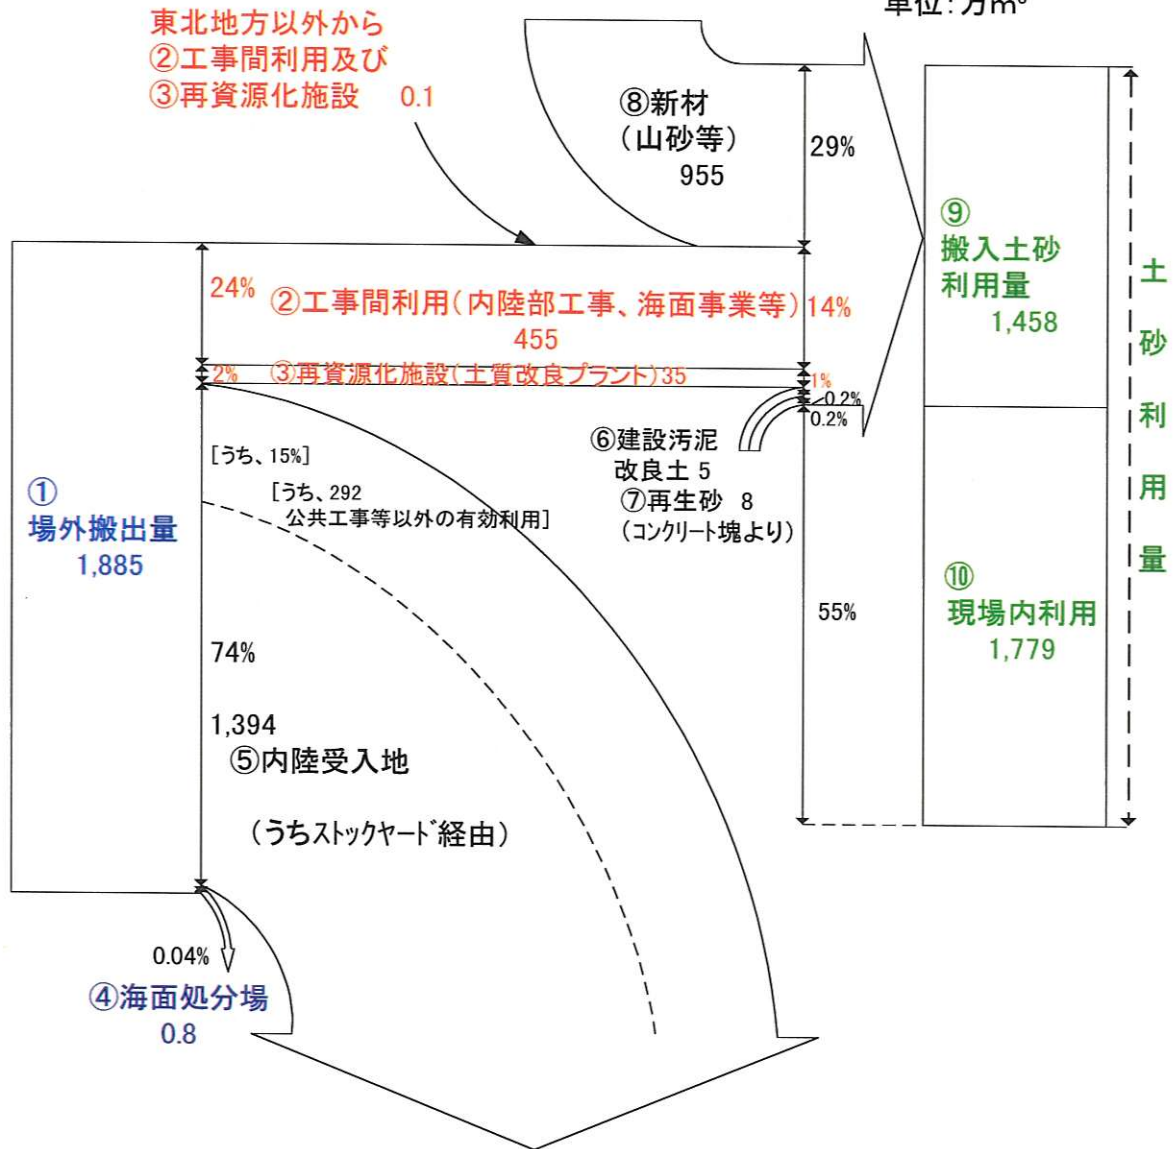 単位：万m³
東北地方以外から
②工事間利用及び
③再資源化施設 0.1
⑧新材
（山砂等）
955
29%
⑨
搬入土砂
利用量
1,458
土砂利用量
24%
②工事間利用（内陸部工事、海面事業等）
14%
455
2%
③再資源化施設（土質改良プラント）35
1%
0.2%
0.2%
⑥建設汚泥
改良土 5
⑦再生砂 8
（コンクリート塊より）
[うち、15%]
[うち、292
公共工事等以外の有効利用]
①
場外搬出量
1,885
55%
⑩
現場内利用
1,779
74%
1,394
⑤内陸受入地
（うちストックヤード経由）
0.04%
④海面処分場
0.8